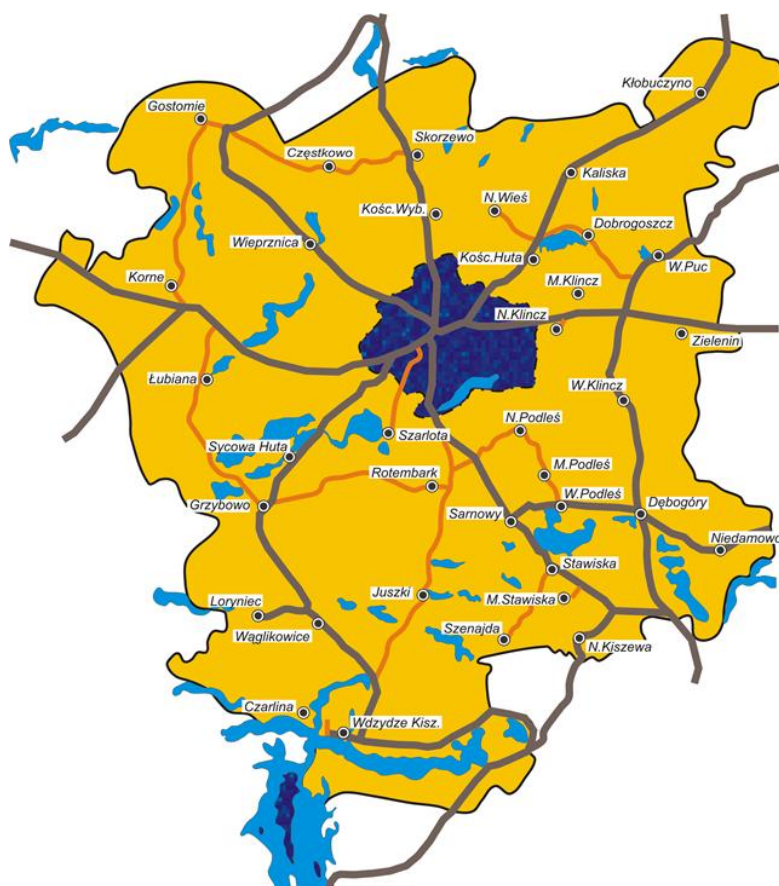 Kłobuczyno
Gostomie
Skorzewo
Częstkowo
Kaliska
N.Wieś
Kośc.Wyb.
Dobrogoszcz
Wieprznica
Kośc.Huta
W.Puc
Korne
M.Klincz
N.Klincz
Zielenin
Łubiana
W.Klincz
N.Podleś
Szarlota
Sycowa Huta
M.Podleś
Rotembark
W.Podleś
Dębogóry
Grzybowo
Sarnowy
Niedamowo
Stawiska
Juszki
M.Stawiska
Loryniec
Wąglikowice
Szenajda
N.Kiszewa
Czarlina
Wdzydze Kisz.